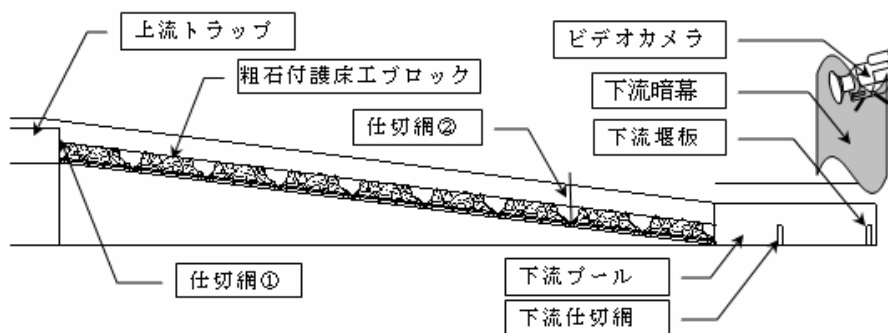 上流トラップ
ビデオカメラ
粗石付護床工ブロック
下流暗幕
仕切網②
下流堰板
仕切網①
下流プール
下流仕切網